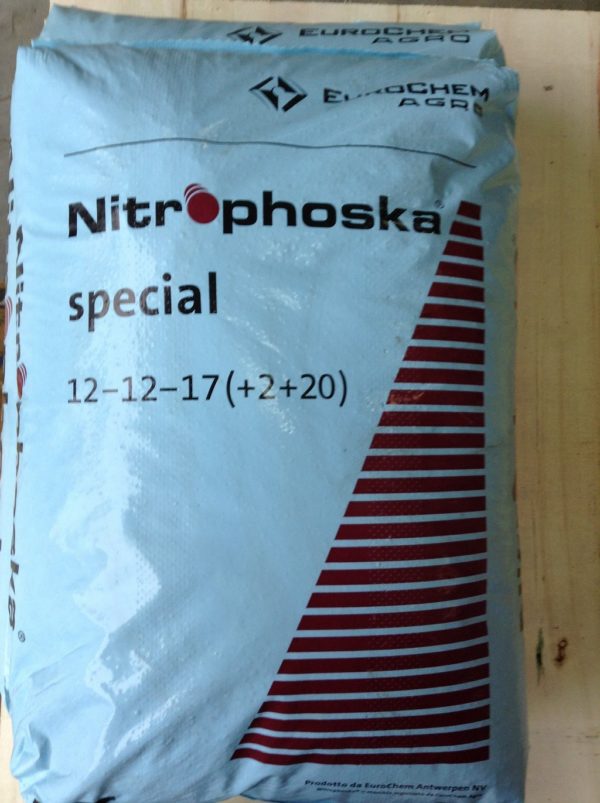 EUROCHEM
AGRO
EUROCHEM
AGRO
Nitrophoska®
special
12-12-17(+2+20)
Prodotto da EuroChem Antwerpen NV